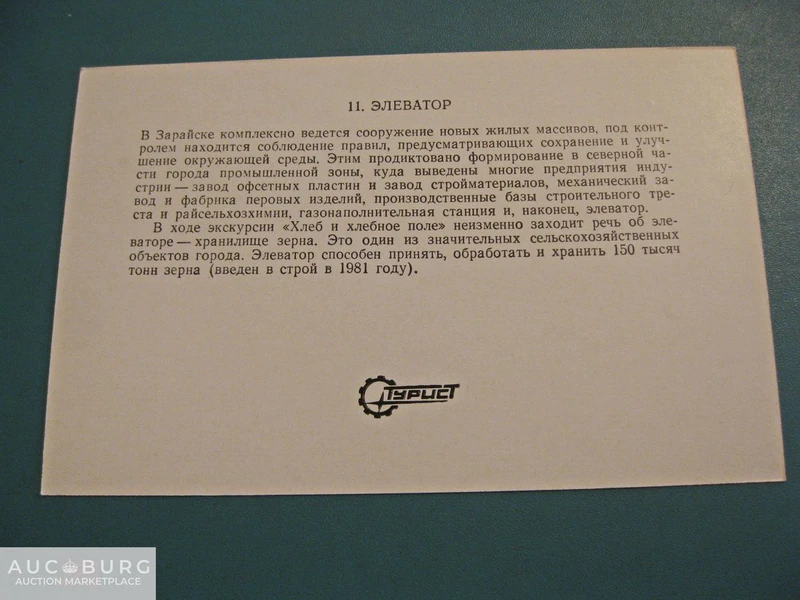 11. ЭЛЕВАТОР
В Зарайске комплексно ведется сооружение новых жилых массивов, под конт-
ролем находится соблюдение правил, предусматривающих сохранение и улуч-
шение окружающей среды. Этим продиктовано формирование в северной ча-
сти города промышленной зоны, куда выведены многие предприятия инду-
стрии — завод офсетных пластин и завод стройматериалов, механический за-
вод и фабрика перовых изделий, производственные базы строительного тре-
ста и райсельхозхимии, газонаполнительная станция и, наконец, элеватор.
В ходе экскурсии «Хлеб и хлебное поле» неизменно заходит речь об эле-
ваторе — хранилище зерна. Это один из значительных сельскохозяйственных
объектов города. Элеватор способен принять, обработать и хранить 150 тысяч
тонн зерна (введен в строй в 1981 году).
ТУРИСТ
AUCBURG
AUCTION MARKETPLACE